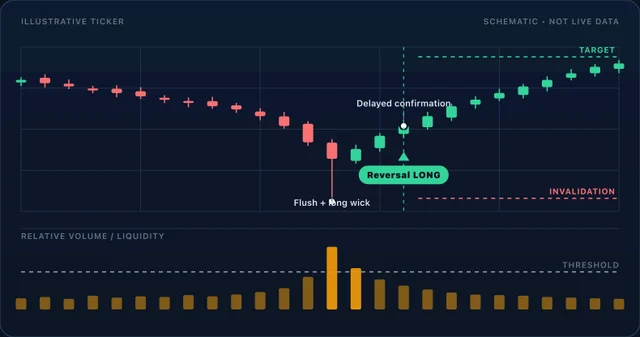 ILLUSTRATIVE TICKER
SCHEMATIC • NOT LIVE DATA
TARGET
Delayed confirmation
Reversal LONG
INVALIDATION
Flush + long wick
RELATIVE VOLUME / LIQUIDITY
THRESHOLD